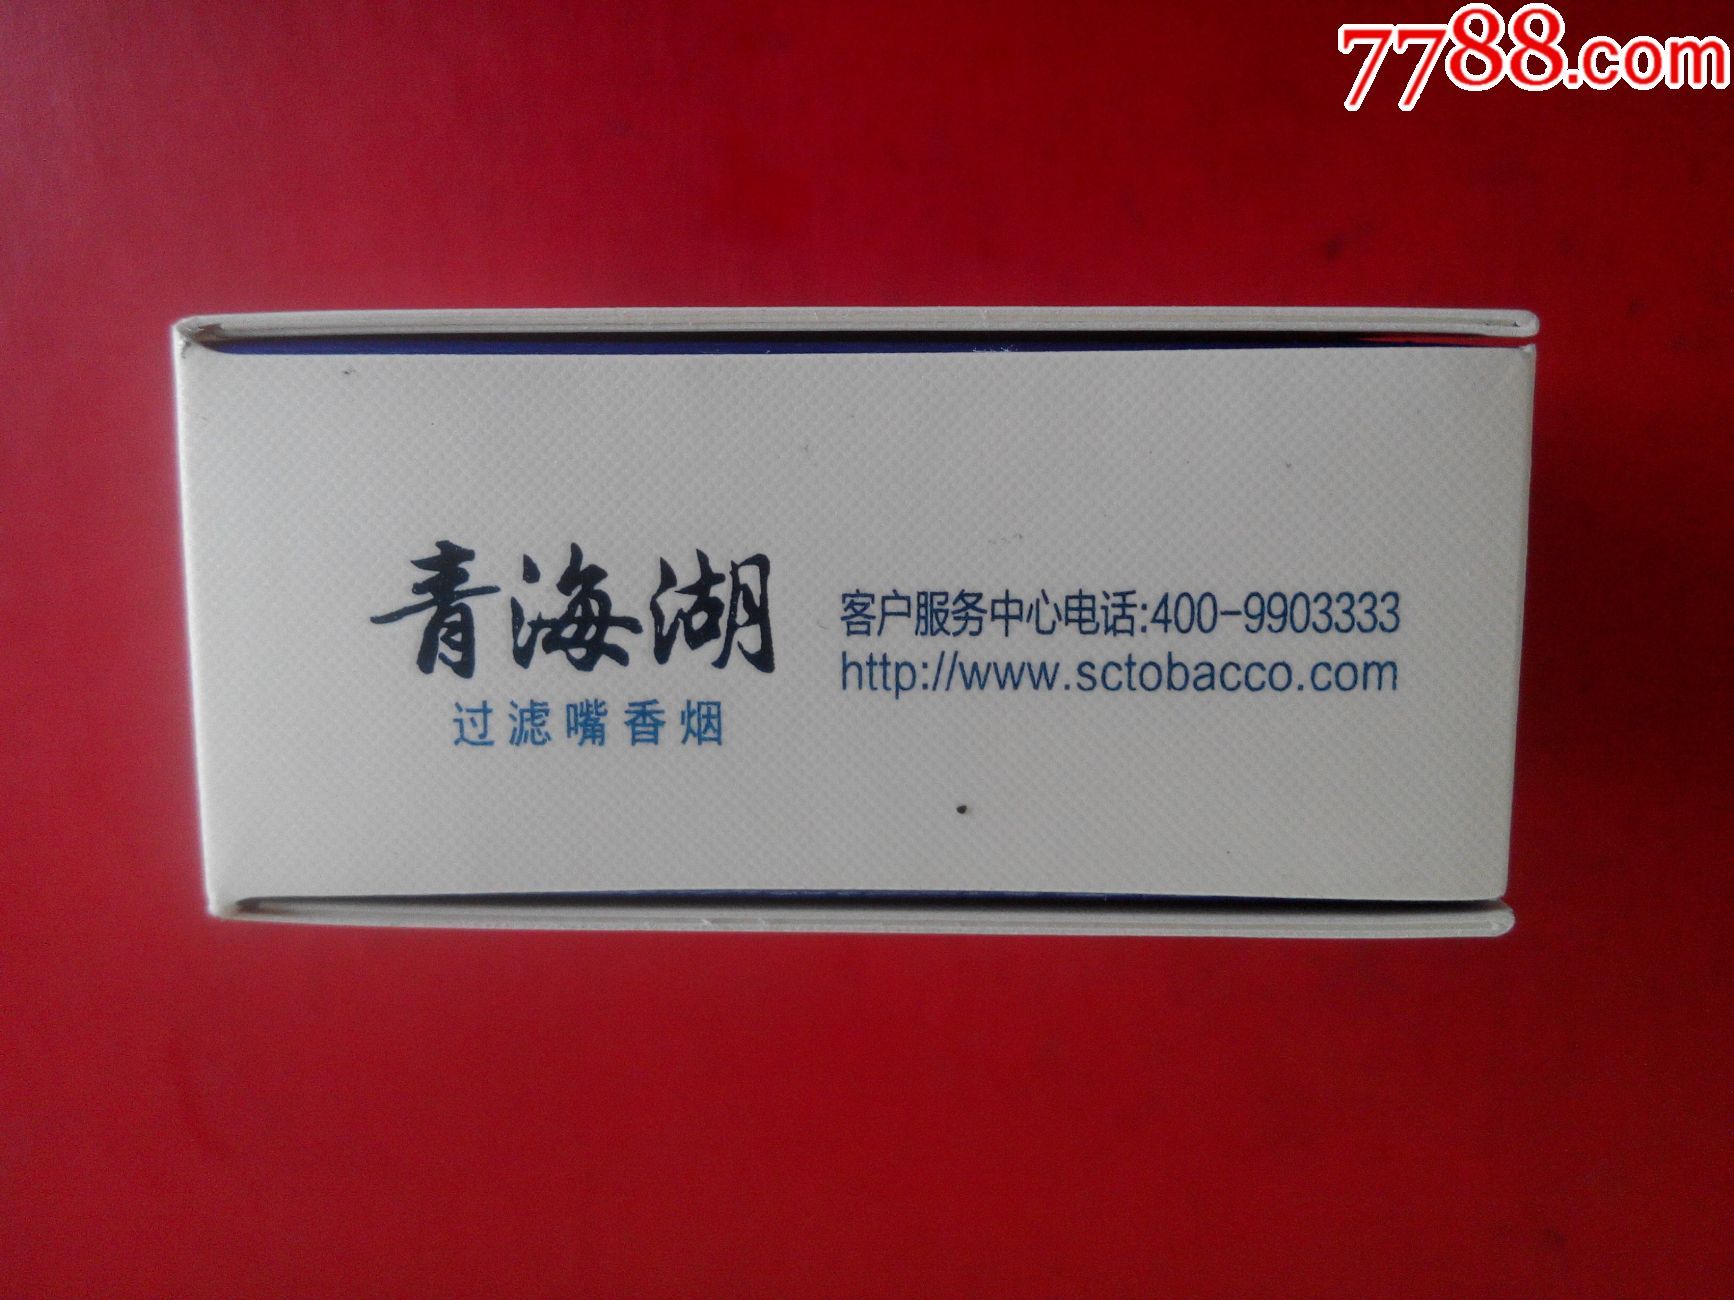 7788.com
青海湖
过滤嘴香烟
客户服务中心电话:400-9903333
http://www.sctobacco.com